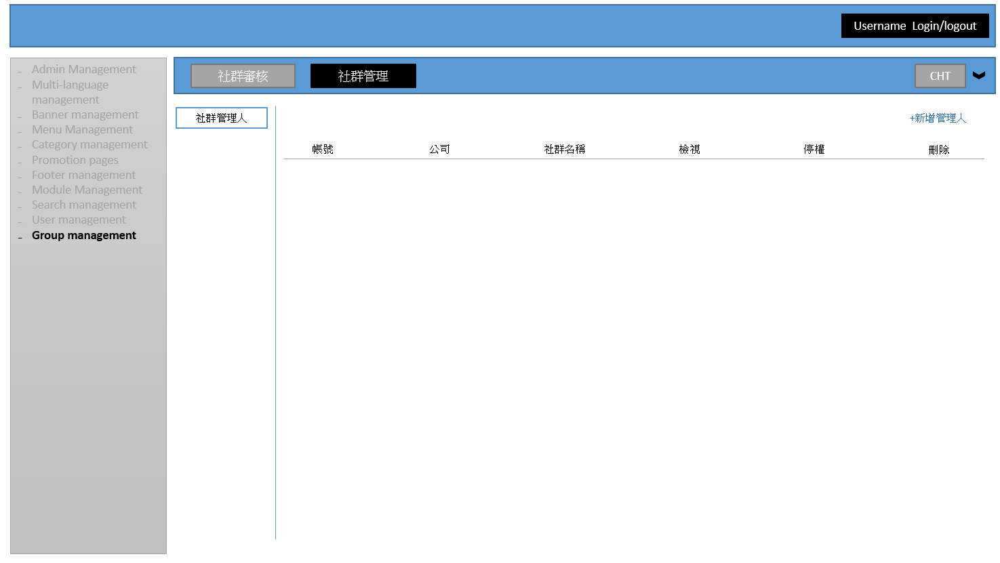 Username Login/logout
社群審核
社群管理
CHT
Admin Management
Multi-language
management
Banner management
Menu Management
Category management
Promotion pages
Footer management
Module Management
Search management
User management
Group management
社群管理人
+新增管理人
帳號 公司 社群名稱 檢視 停權 刪除